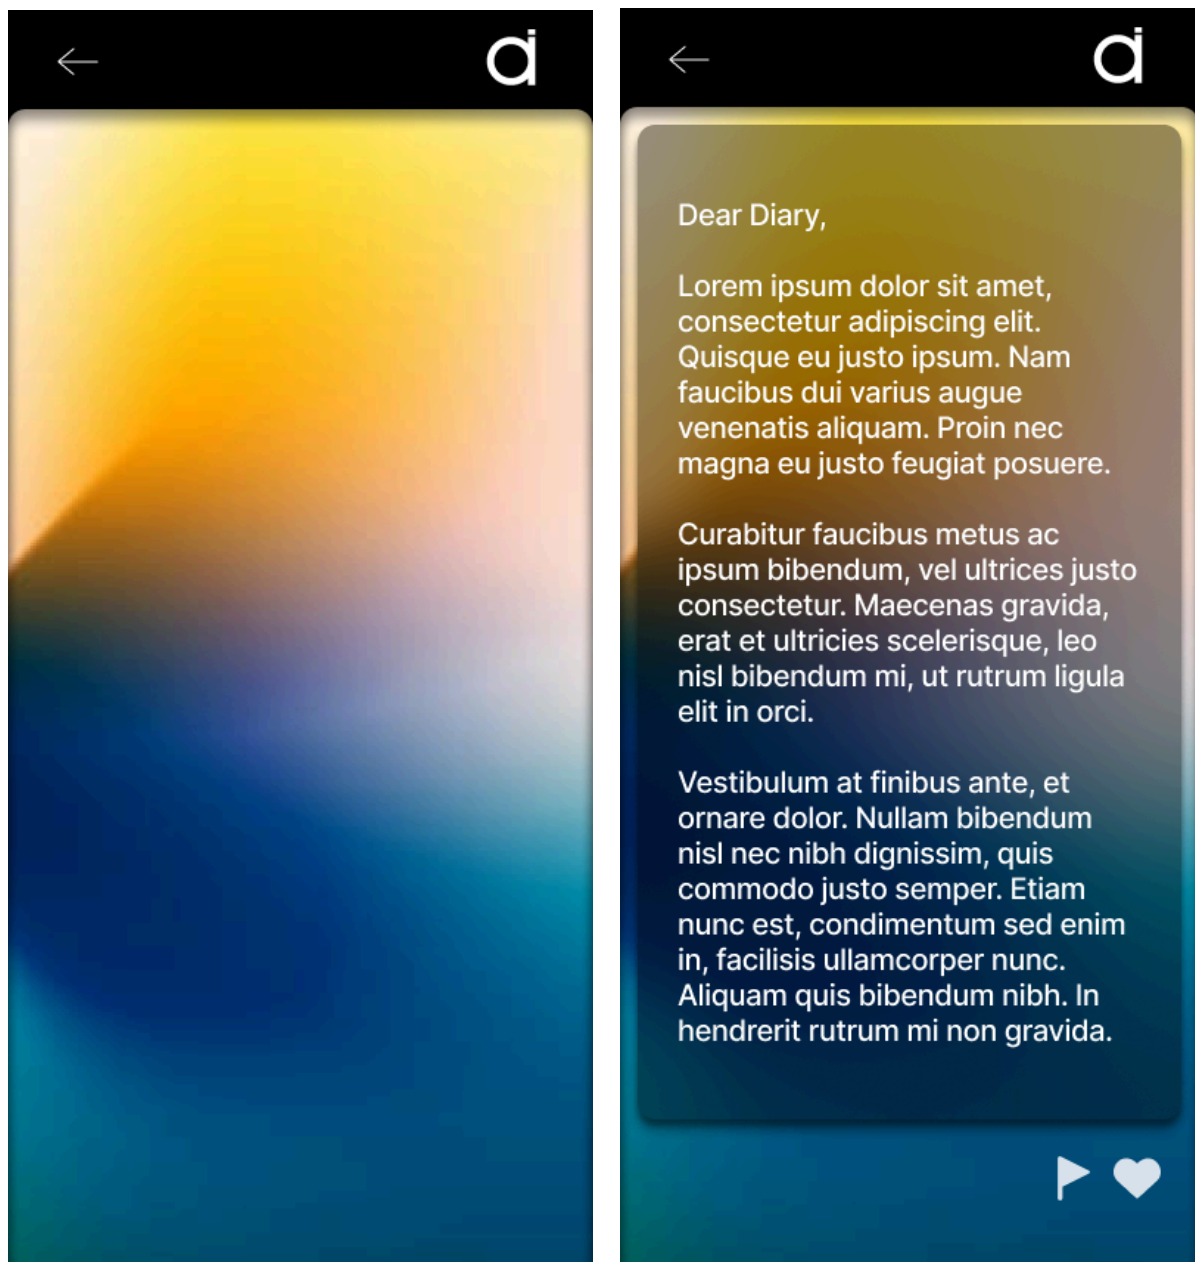 Dear Diary,
Lorem ipsum dolor sit amet,
consectetur adipiscing elit.
Quisque eu justo ipsum. Nam
faucibus dui varius augue
venenatis aliquam. Proin nec
magna eu justo feugiat posuere.
Curabitur faucibus metus ac
ipsum bibendum, vel ultrices justo
consectetur. Maecenas gravida,
erat et ultricies scelerisque, leo
nisl bibendum mi, ut rutrum ligula
elit in orci.
Vestibulum at finibus ante, et
ornare dolor. Nullam bibendum
nisl nec nibh dignissim, quis
commodo justo semper. Etiam
nunc est, condimentum sed enim
in, facilisis ullamcorper nunc.
Aliquam quis bibendum nibh. In
hendrerit rutrum mi non gravida.